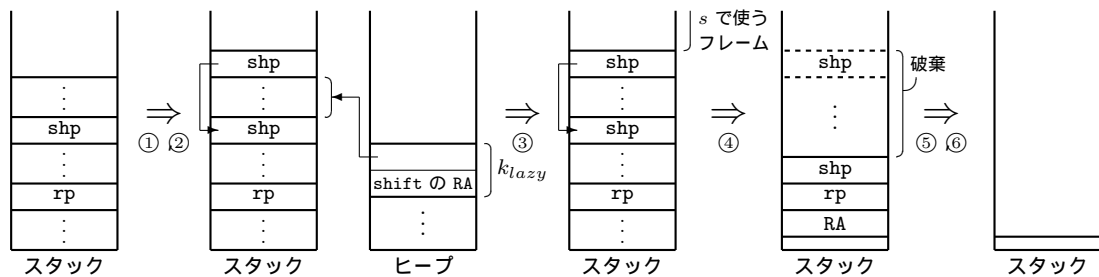 shp
rp
スタック
⇒
① ,②
shp
shp
rp
スタック
shift の RA
k_lazy
ヒープ
⇒
③
s で使う
フレーム
shp
shp
rp
スタック
⇒
④
shp
破棄
shp
rp
RA
スタック
⇒
⑤ ,⑥
スタック